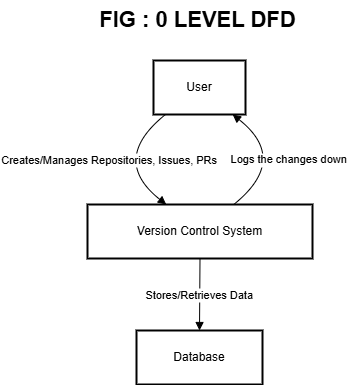 FIG : 0 LEVEL DFD
User
Creates/Manages Repositories, Issues, PRs
Logs the changes down
Version Control System
Stores/Retrieves Data
Database